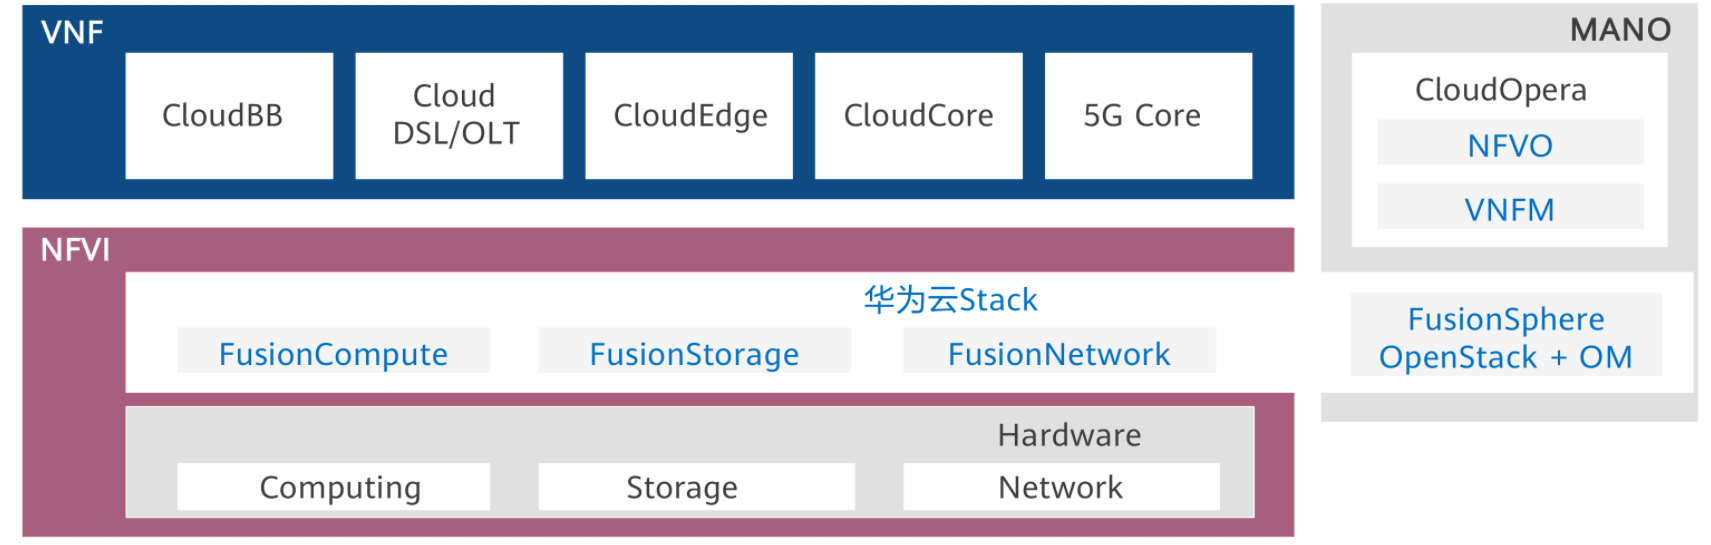 VNF
CloudBB
Cloud
DSL/OLT
CloudEdge
CloudCore
5G Core
MANO
CloudOpera
NFVO
VNFM
NFVI
华为云Stack
FusionCompute
FusionStorage
FusionNetwork
FusionSphere
OpenStack + OM
Hardware
Computing
Storage
Network